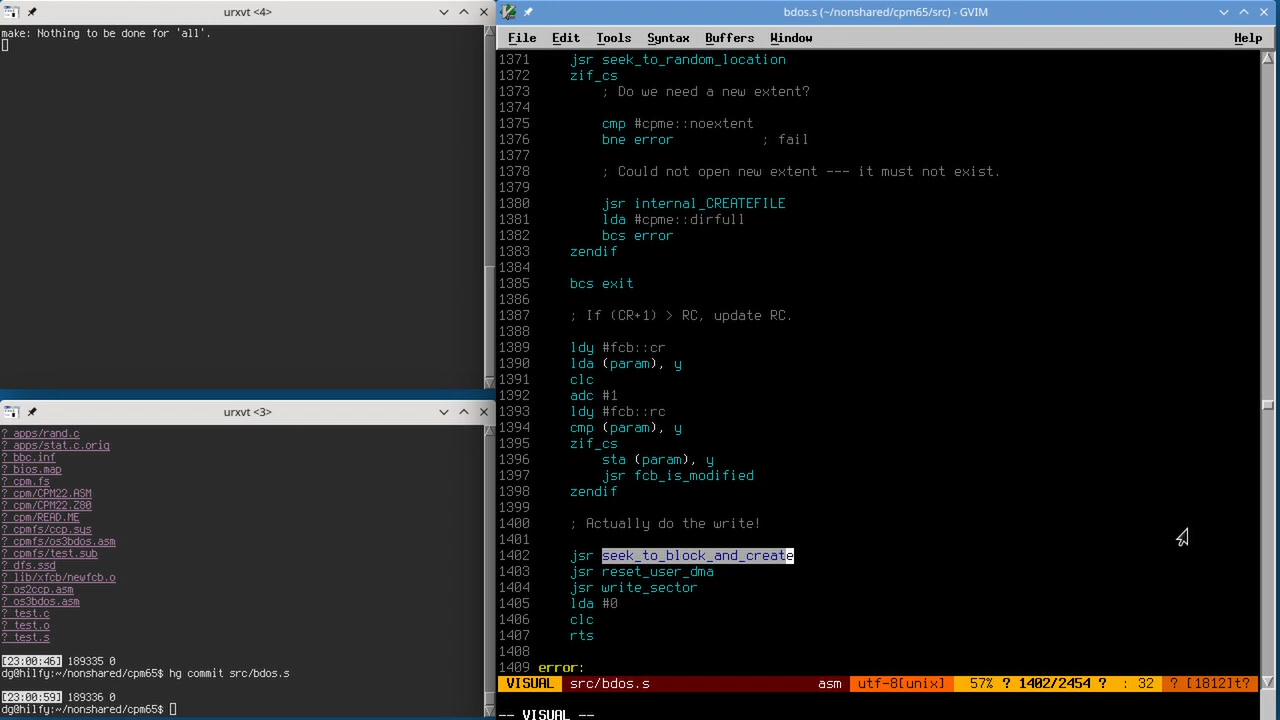 urxvt <4>
make: Nothing to be done for 'all'.
urxvt <3>
? apps/rand.c
? apps/stat.c.orig
? bbc.inf
? bios.map
? cpm.fs
? cpm/CPM22.ASM
? cpm/CPM22.Z80
? cpm/READ.ME
? cpmfs/ccp.sys
? cpmfs/os3bdos.asm
? cpmfs/test.sub
? dfs.ssd
? lib/xfcb/newfcb.o
? os2ccp.asm
? os3bdos.asm
? test.c
? test.o
? test.s
[23:00:46] 189335 0
dg@hilfy:~/nonshared/cpm65$ hg commit src/bdos.s
[23:00:59] 189336 0
dg@hilfy:~/nonshared/cpm65$
bdos.s (~/nonshared/cpm65/src) - GVIM
File Edit Tools Syntax Buffers Window Help
1371 jsr seek_to_random_location
1372 zif_cs
1373 ; Do we need a new extent?
1374
1375 cmp #cpme::noextent
1376 bne error ; fail
1377
1378 ; Could not open new extent --- it must not exist.
1379
1380 jsr internal_CREATEFILE
1381 lda #cpme::dirfull
1382 bcs error
1383 zendif
1384
1385 bcs exit
1386
1387 ; If (CR+1) > RC, update RC.
1388
1389 ldy #fcb::cr
1390 lda (param), y
1391 clc
1392 adc #1
1393 ldy #fcb::rc
1394 cmp (param), y
1395 zif_cs
1396 sta (param), y
1397 jsr fcb_is_modified
1398 zendif
1399
1400 ; Actually do the write!
1401
1402 jsr seek_to_block_and_create
1403 jsr reset_user_dma
1404 jsr write_sector
1405 lda #0
1406 clc
1407 rts
1408
1409 error:
VISUAL src/bdos.s asm utf-8[unix] 57% ? 1402/2454 ? : 32 ? [1812]t?
-- VISUAL --